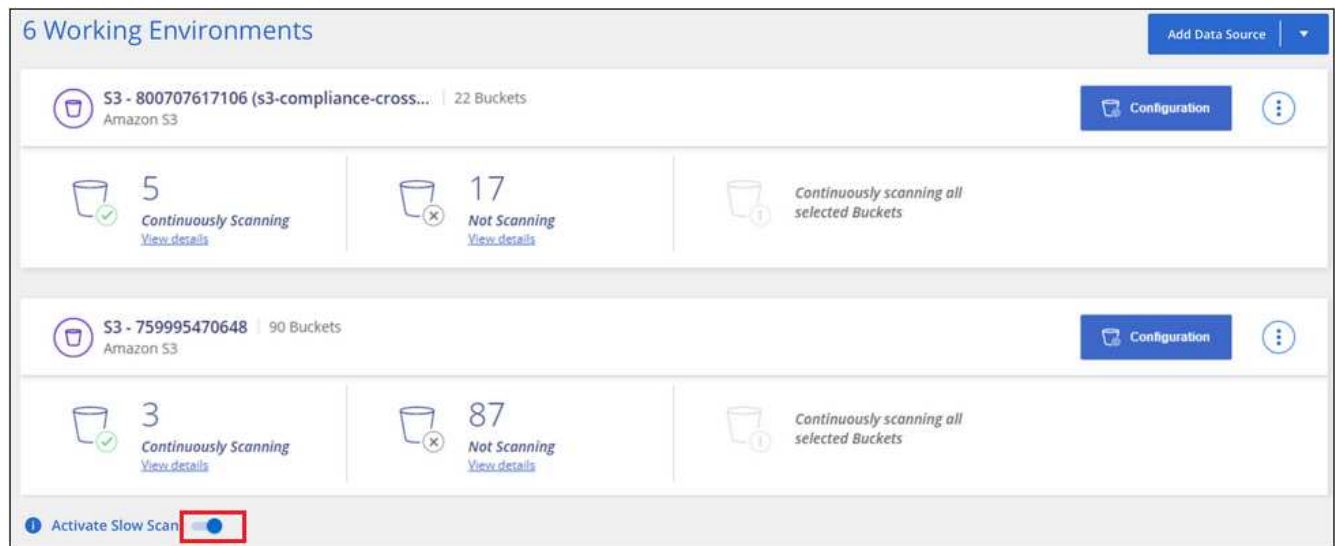 6 Working Environments
Add Data Source
S3 - 800707617106 (s3-compliance-cross... 22 Buckets
Amazon S3
Configuration
5
Continuously Scanning
View details
17
Not Scanning
View details
Continuously scanning all
selected Buckets
S3 - 759995470648 90 Buckets
Amazon S3
Configuration
3
Continuously Scanning
View details
87
Not Scanning
View details
Continuously scanning all
selected Buckets
Activate Slow Scan